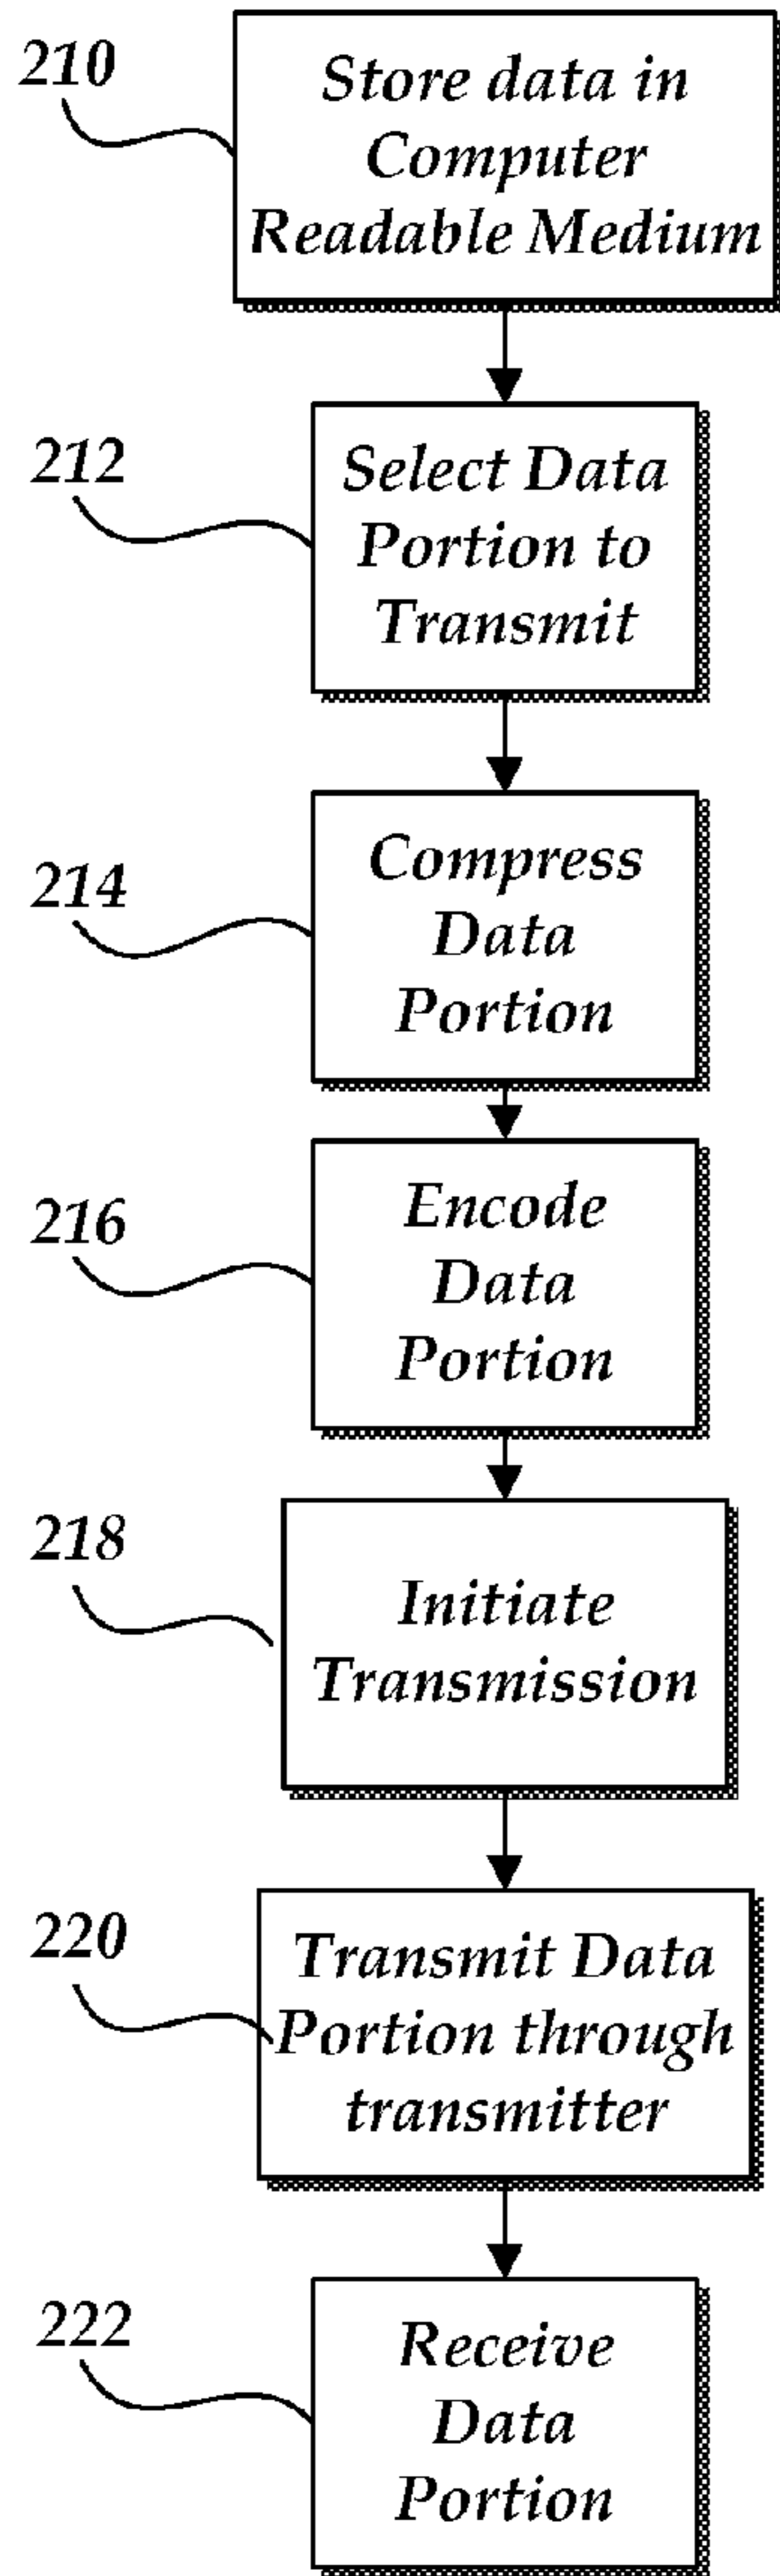 210
Store data in
Computer
Readable Medium
212
Select Data
Portion to
Transmit
214
Compress
Data
Portion
216
Encode
Data
Portion
218
Initiate
Transmission
220
Transmit Data
Portion through
transmitter
222
Receive
Data
Portion